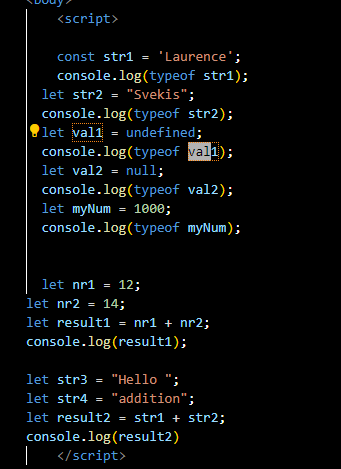 <body>
<script>
const str1 = 'Laurence';
console.log(typeof str1);
let str2 = "Svekis";
console.log(typeof str2);
let val1 = undefined;
console.log(typeof val1);
let val2 = null;
console.log(typeof val2);
let myNum = 1000;
console.log(typeof myNum);
let nr1 = 12;
let nr2 = 14;
let result1 = nr1 + nr2;
console.log(result1);
let str3 = "Hello ";
let str4 = "addition";
let result2 = str1 + str2;
console.log(result2)
</script>